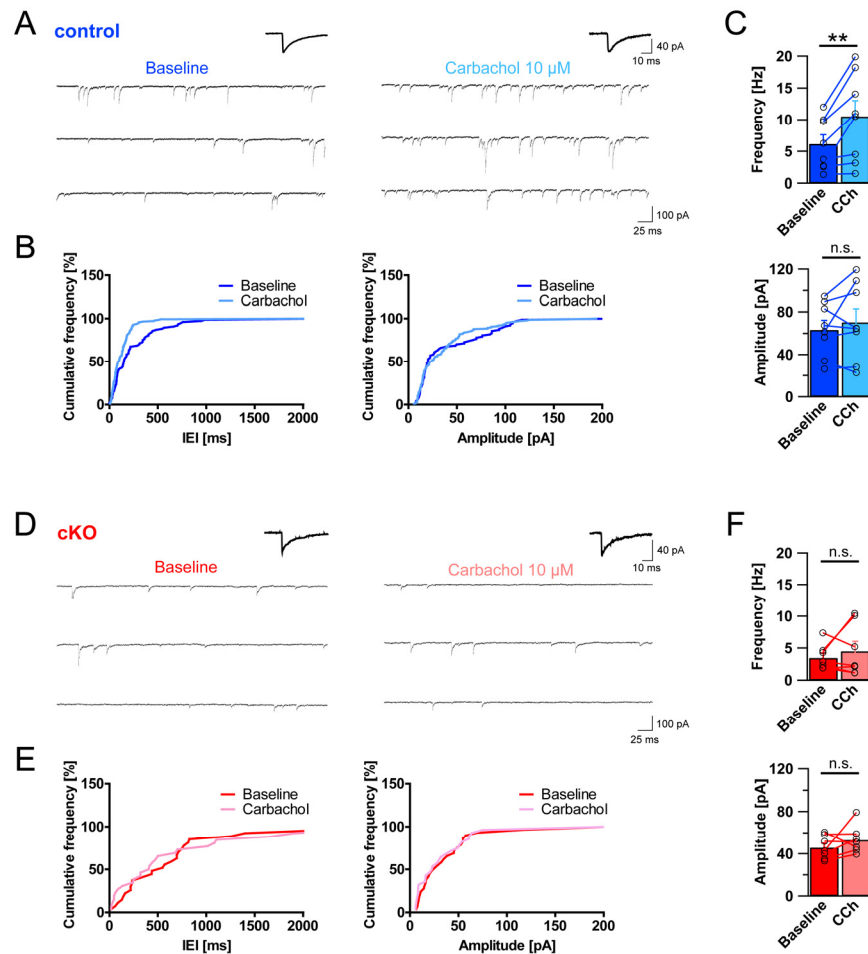 A
control
Baseline
Carbachol 10 µM
40 pA
10 ms
100 pA
25 ms
C
**
Frequency [Hz]
20
15
10
5
0
Baseline
CCh
n.s.
Amplitude [pA]
120
80
40
0
Baseline
CCh
B
Cumulative frequency [%]
150
100
50
0
Baseline
Carbachol
0 500 1000 1500 2000
IEI [ms]
Cumulative frequency [%]
150
100
50
0
Baseline
Carbachol
0 50 100 150 200
Amplitude [pA]
D
cKO
Baseline
Carbachol 10 µM
40 pA
10 ms
100 pA
25 ms
F
n.s.
Frequency [Hz]
20
15
10
5
0
Baseline
CCh
n.s.
Amplitude [pA]
120
80
40
0
Baseline
CCh
E
Cumulative frequency [%]
150
100
50
0
Baseline
Carbachol
0 500 1000 1500 2000
IEI [ms]
Cumulative frequency [%]
150
100
50
0
Baseline
Carbachol
0 50 100 150 200
Amplitude [pA]